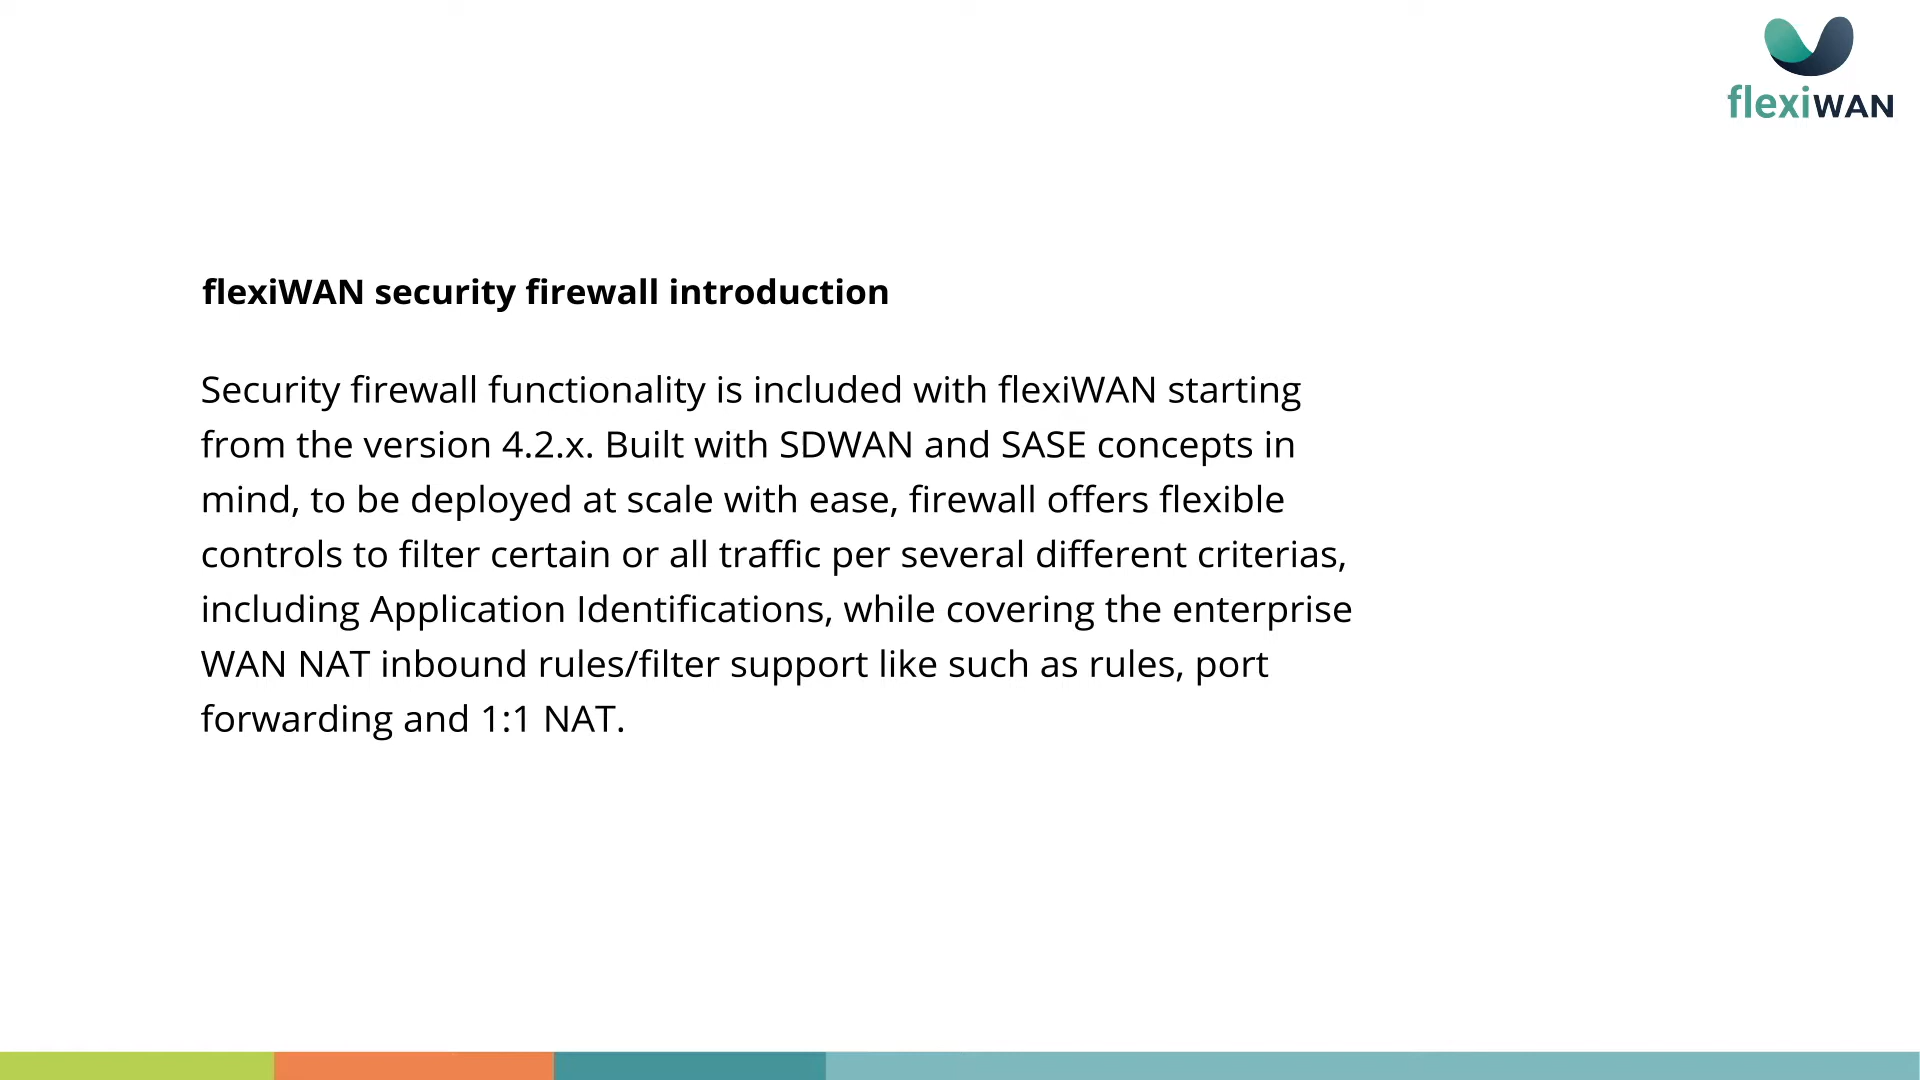 flexiWAN
flexiWAN security firewall introduction
Security firewall functionality is included with flexiWAN starting
from the version 4.2.x. Built with SDWAN and SASE concepts in
mind, to be deployed at scale with ease, firewall offers flexible
controls to filter certain or all traffic per several different criterias,
including Application Identifications, while covering the enterprise
WAN NAT inbound rules/filter support like such as rules, port
forwarding and 1:1 NAT.